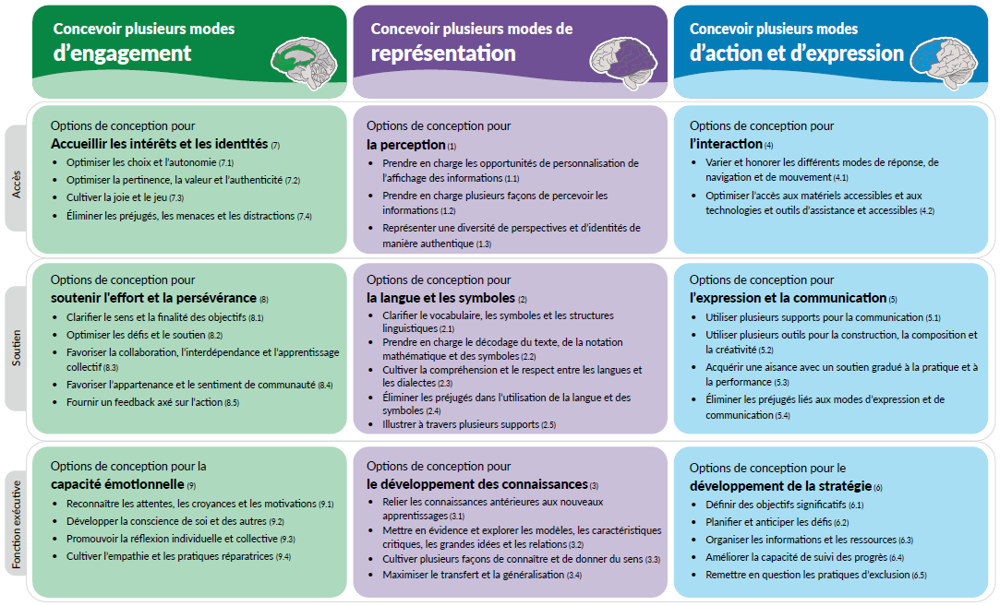 Concevoir plusieurs modes
d'engagement
Concevoir plusieurs modes de
représentation
Concevoir plusieurs modes
d'action et d'expression
Accès
Options de conception pour
Accueillir les intérêts et les identités (7)
• Optimiser les choix et l'autonomie (7.1)
• Optimiser la pertinence, la valeur et l'authenticité (7.2)
• Cultiver la joie et le jeu (7.3)
• Éliminer les préjugés, les menaces et les distractions (7.4)
Options de conception pour
la perception (1)
• Prendre en charge les opportunités de personnalisation de
l'affichage des informations (1.1)
• Prendre en charge plusieurs façons de percevoir les
informations (1.2)
• Représenter une diversité de perspectives et d'identités de
manière authentique (1.3)
Options de conception pour
l'interaction (4)
• Varier et honorer les différents modes de réponse, de
navigation et de mouvement (4.1)
• Optimiser l'accès aux matériels accessibles et aux
technologies et outils d'assistance et accessibles (4.2)
Soutien
Options de conception pour
soutenir l'effort et la persévérance (8)
• Clarifier le sens et la finalité des objectifs (8.1)
• Optimiser les défis et le soutien (8.2)
• Favoriser la collaboration, l'interdépendance et l'apprentissage
collectif (8.3)
• Favoriser l'appartenance et le sentiment de communauté (8.4)
• Fournir un feedback axé sur l'action (8.5)
Options de conception pour
la langue et les symboles (2)
• Clarifier le vocabulaire, les symboles et les structures
linguistiques (2.1)
• Prendre en charge le décodage du texte, de la notation
mathématique et des symboles (2.2)
• Cultiver la compréhension et le respect entre les langues et
les dialectes (2.3)
• Éliminer les préjugés dans l'utilisation de la langue et des
symboles (2.4)
• Illustrer à travers plusieurs supports (2.5)
Options de conception pour
l'expression et la communication (5)
• Utiliser plusieurs supports pour la communication (5.1)
• Utiliser plusieurs outils pour la construction, la composition et
la créativité (5.2)
• Acquérir une aisance avec un soutien gradué à la pratique et à
la performance (5.3)
• Éliminer les préjugés liés aux modes d'expression et de
communication (5.4)
Fonction exécutive
Options de conception pour la
capacité émotionnelle (9)
• Reconnaître les attentes, les croyances et les motivations (9.1)
• Développer la conscience de soi et des autres (9.2)
• Promouvoir la réflexion individuelle et collective (9.3)
• Cultiver l'empathie et les pratiques réparatrices (9.4)
Options de conception pour
le développement des connaissances (3)
• Relier les connaissances antérieures aux nouveaux
apprentissages (3.1)
• Mettre en évidence et explorer les modèles, les caractéristiques
critiques, les grandes idées et les relations (3.2)
• Cultiver plusieurs façons de connaître et de donner du sens (3.3)
• Maximiser le transfert et la généralisation (3.4)
Options de conception pour le
développement de la stratégie (6)
• Définir des objectifs significatifs (6.1)
• Planifier et anticiper les défis (6.2)
• Organiser les informations et les ressources (6.3)
• Améliorer la capacité de suivi des progrès (6.4)
• Remettre en question les pratiques d'exclusion (6.5)